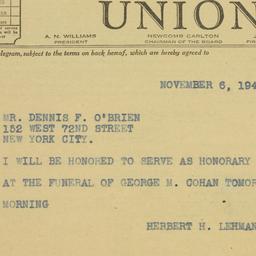 UNION
A. N. WILLIAMS
PRESIDENT
NEWCOMB CARLTON
CHAIRMAN OF THE BOARD
telegram, subject to the terms on back hereof, which are hereby agreed to
NOVEMBER 6, 194
MR. DENNIS F. O'BRIEN
152 WEST 72ND STREET
NEW YORK CITY.
I WILL BE HONORED TO SERVE AS HONORARY
AT THE FUNERAL OF GEORGE M. COHAN TOMOR
MORNING
HERBERT H. LEHMAN